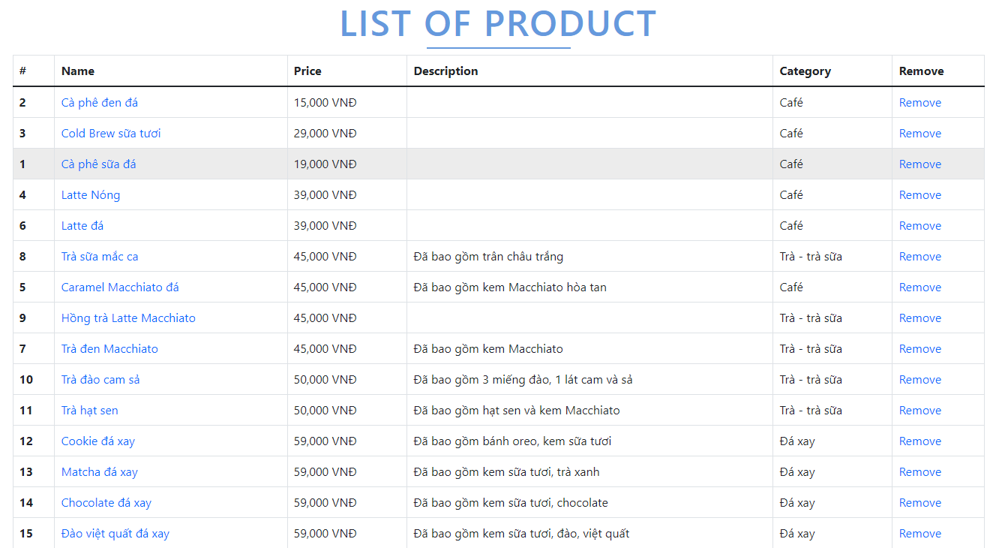 LIST OF PRODUCT
# Name Price Description Category Remove
2 Cà phê đen đá 15,000 VNĐ Café Remove
3 Cold Brew sữa tươi 29,000 VNĐ Café Remove
1 Cà phê sữa đá 19,000 VNĐ Café Remove
4 Latte Nóng 39,000 VNĐ Café Remove
6 Latte đá 39,000 VNĐ Café Remove
8 Trà sữa mắc ca 45,000 VNĐ Đã bao gồm trân châu trắng Trà - trà sữa Remove
5 Caramel Macchiato đá 45,000 VNĐ Đã bao gồm kem Macchiato hòa tan Café Remove
9 Hồng trà Latte Macchiato 45,000 VNĐ Trà - trà sữa Remove
7 Trà đen Macchiato 45,000 VNĐ Đã bao gồm kem Macchiato Trà - trà sữa Remove
10 Trà đào cam sả 50,000 VNĐ Đã bao gồm 3 miếng đào, 1 lát cam và sả Trà - trà sữa Remove
11 Trà hạt sen 50,000 VNĐ Đã bao gồm hạt sen và kem Macchiato Trà - trà sữa Remove
12 Cookie đá xay 59,000 VNĐ Đã bao gồm bánh oreo, kem sữa tươi Đá xay Remove
13 Matcha đá xay 59,000 VNĐ Đã bao gồm kem sữa tươi, trà xanh Đá xay Remove
14 Chocolate đá xay 59,000 VNĐ Đã bao gồm kem sữa tươi, chocolate Đá xay Remove
15 Đào việt quất đá xay 59,000 VNĐ Đã bao gồm kem sữa tươi, đào, việt quất Đá xay Remove